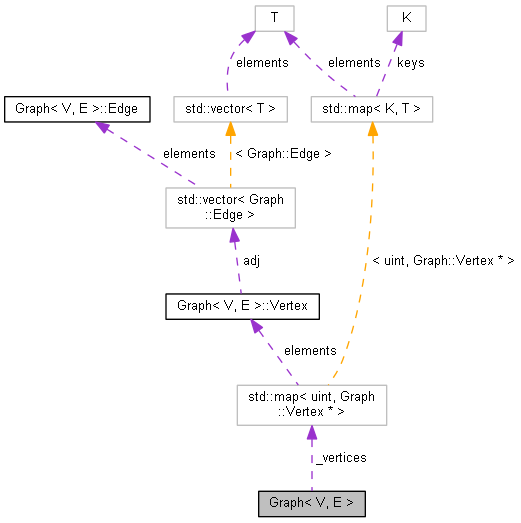 T
K
elements
elements
keys
Graph< V, E >::Edge
std::vector< T >
std::map< K, T >
elements
< Graph::Edge >
std::vector< Graph
::Edge >
adj
< uint, Graph::Vertex * >
Graph< V, E >::Vertex
elements
std::map< uint, Graph
::Vertex * >
_vertices
Graph< V, E >